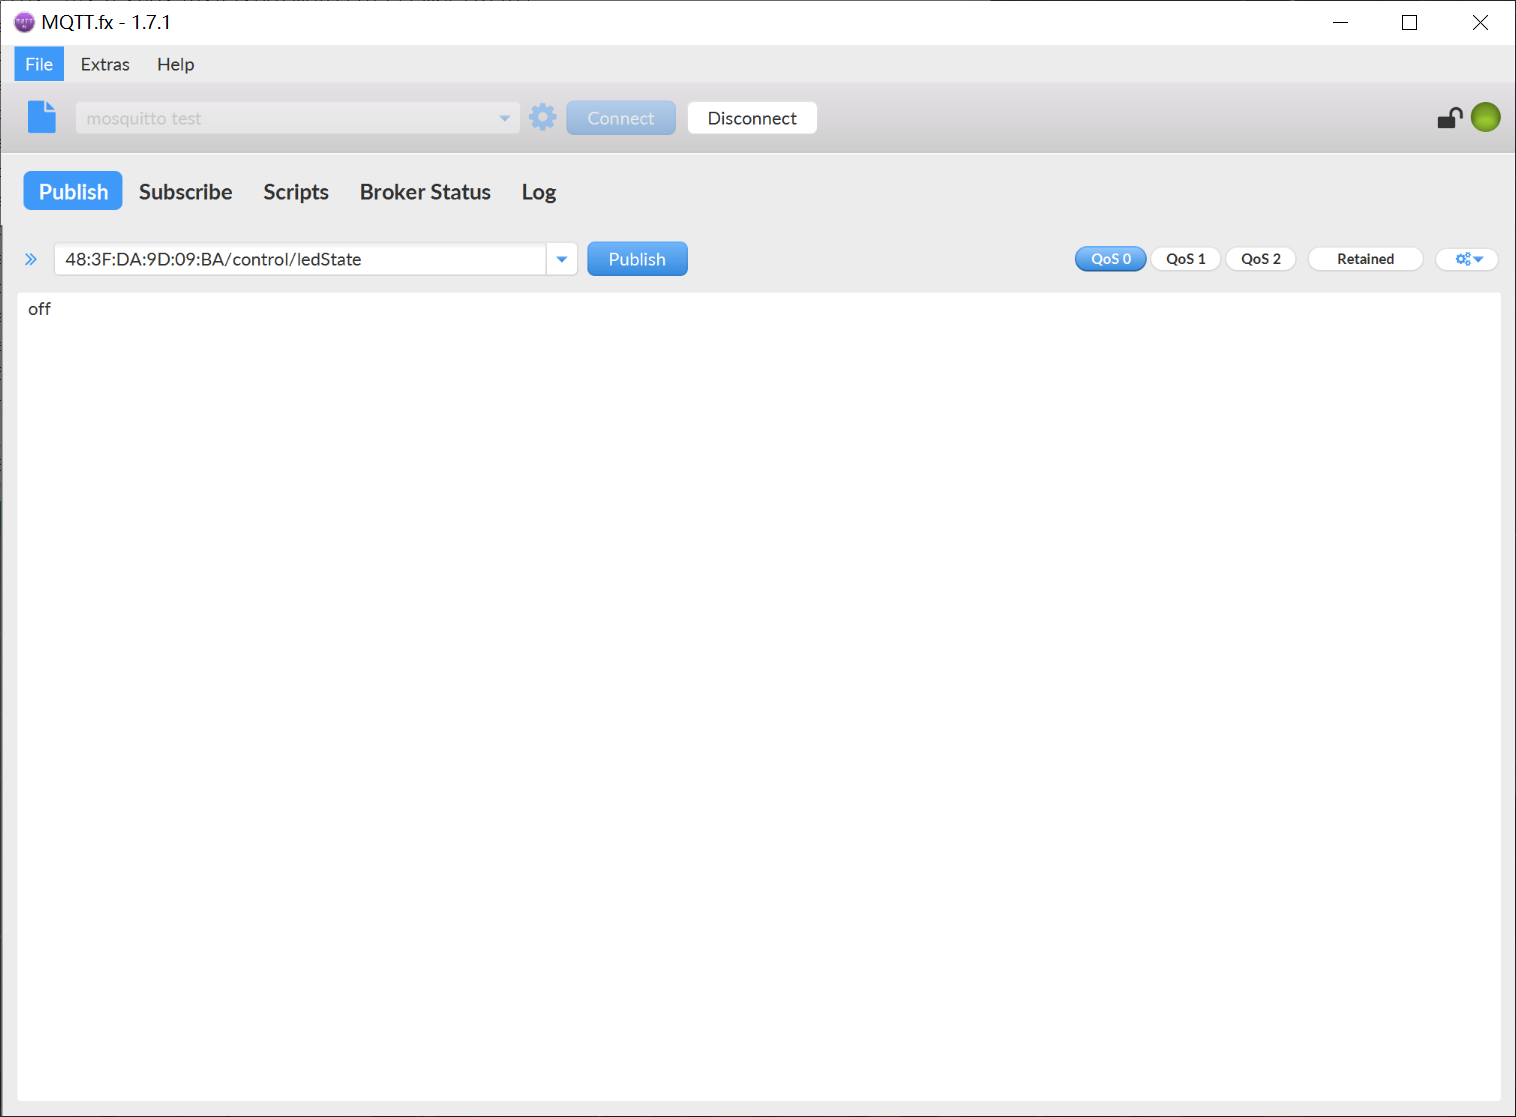 MQTT.fx - 1.7.1
File Extras Help
mosquitto test Connect Disconnect
Publish Subscribe Scripts Broker Status Log
48:3F:DA:9D:09:BA/control/ledState Publish QoS 0 QoS 1 QoS 2 Retained
off